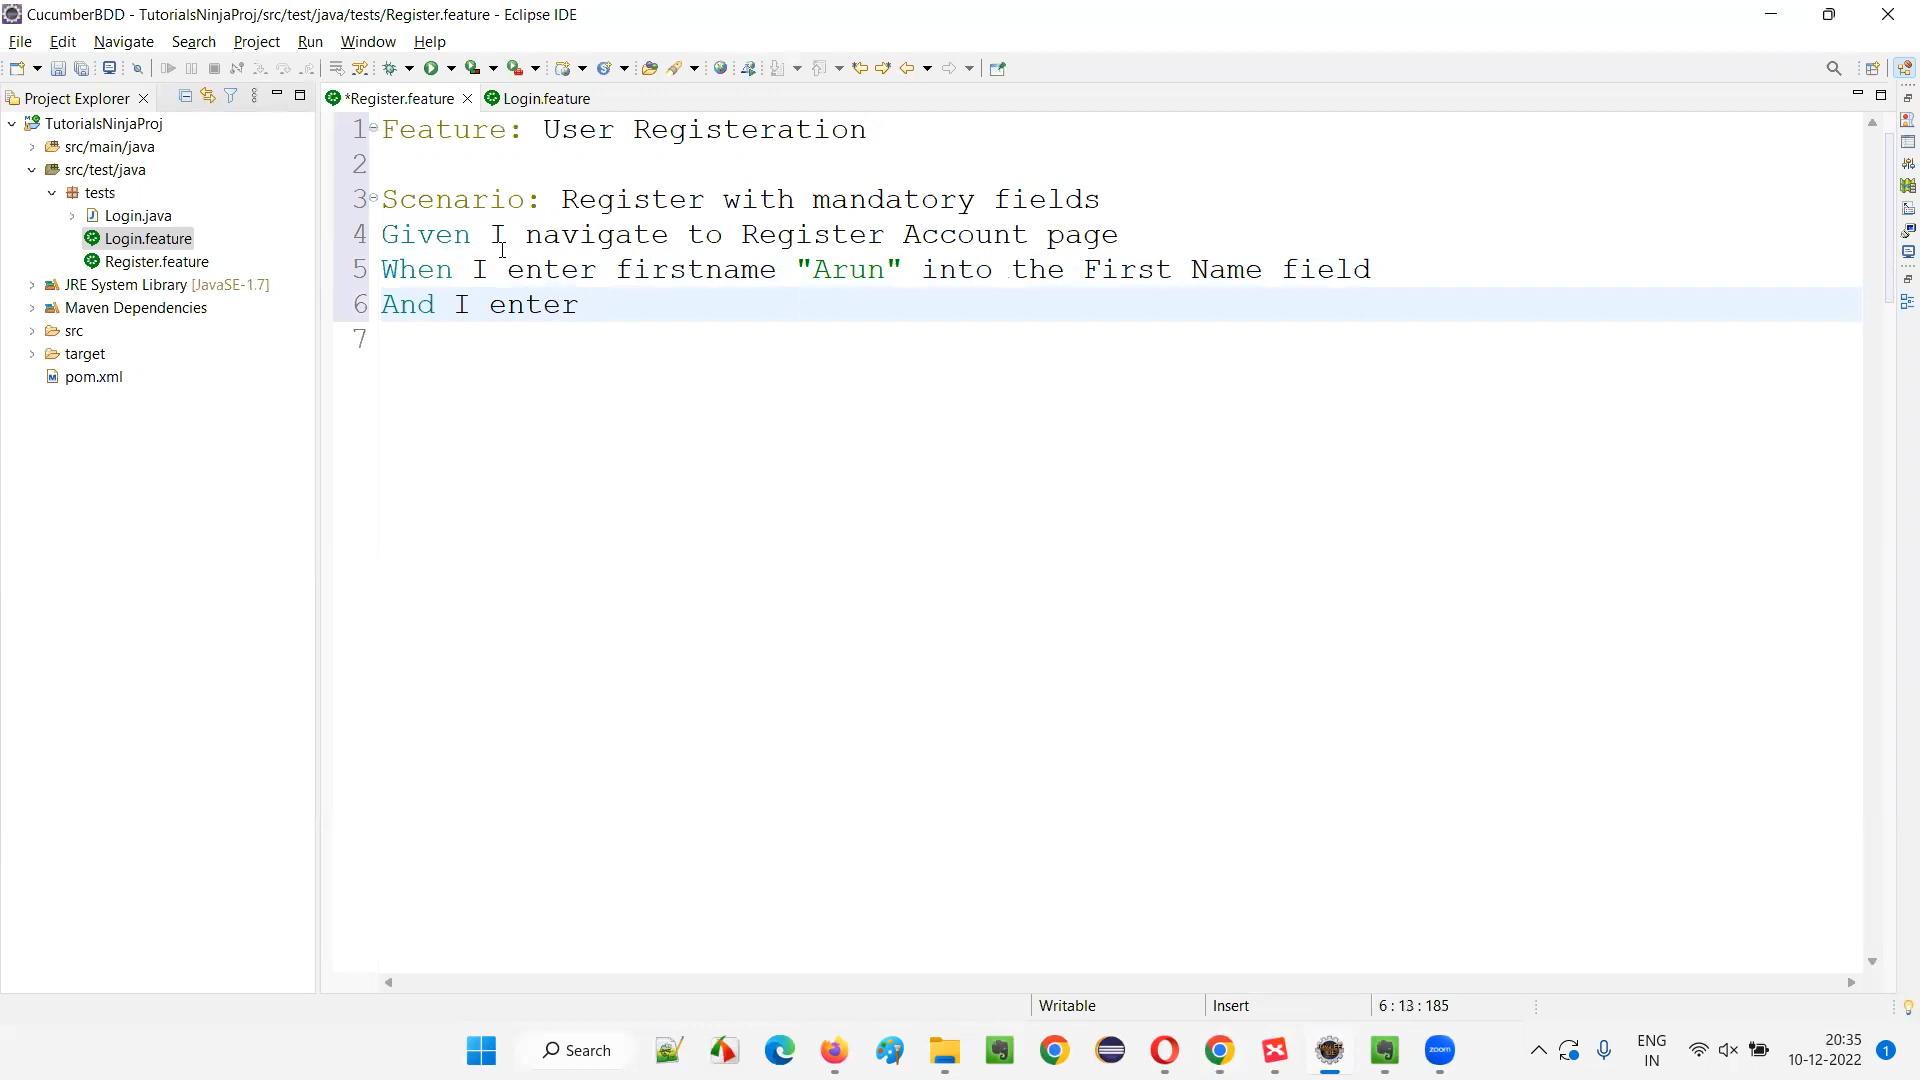 CucumberBDD - TutorialsNinjaProj/src/test/java/tests/Register.feature - Eclipse IDE
File Edit Navigate Search Project Run Window Help
Project Explorer
*Register.feature
Login.feature
TutorialsNinjaProj
src/main/java
src/test/java
tests
Login.java
Login.feature
Register.feature
JRE System Library [JavaSE-1.7]
Maven Dependencies
src
target
pom.xml
1 Feature: User Registeration
2
3 Scenario: Register with mandatory fields
4 Given I navigate to Register Account page
5 When I enter firstname "Arun" into the First Name field
6 And I enter
7
Writable
Insert
6 : 13 : 185
Search
zoom
ENG
IN
20:35
10-12-2022
1